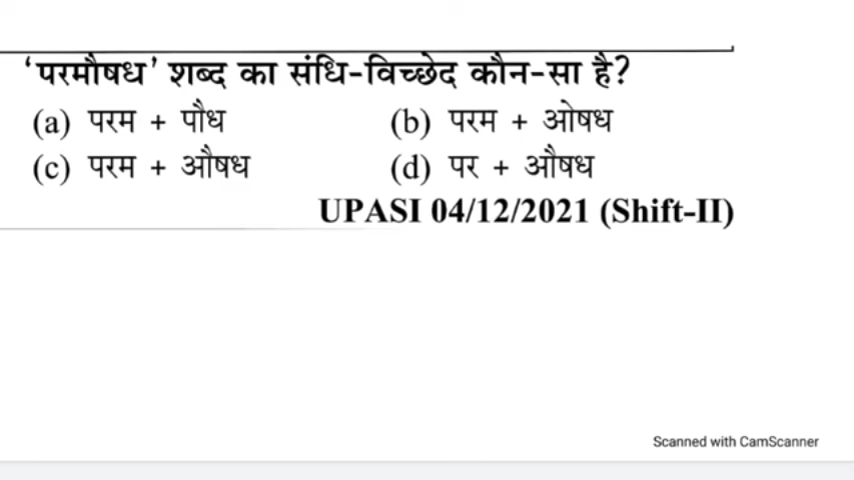 ‘परमौषध’ शब्द का संधि-विच्छेद कौन-सा है?
(a) परम + पौध (b) परम + ओषध
(c) परम + औषध (d) पर + औषध
UPASI 04/12/2021 (Shift-II)
Scanned with CamScanner